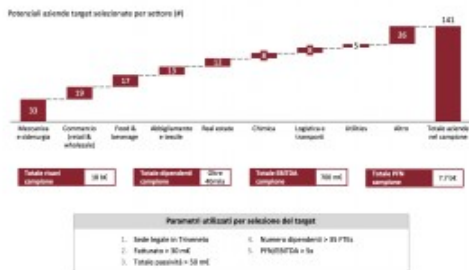 Potenziali aziende target selezionate per settore (#)
141
26
5
8
8
12
13
17
19
33
Meccanica e siderurgia
Commercio (retail & wholesale)
Food & beverage
Abbigliamento e tessile
Real estate
Chimica
Logistica e trasporti
Utilities
Altro
Totale aziende nel campione
Totale ricavi campione
Totale dipendenti campione
Oltre
Totale EBITDA campione
Totale PFN campione
Parametri utilizzati per selezione dei target
1. Sede legale in Triveneto
2. Fatturato > 30 m€
3. Totale passività > 50 m€
4. Numero dipendenti > 35 FTEs
5. PFN/EBITDA > 5x